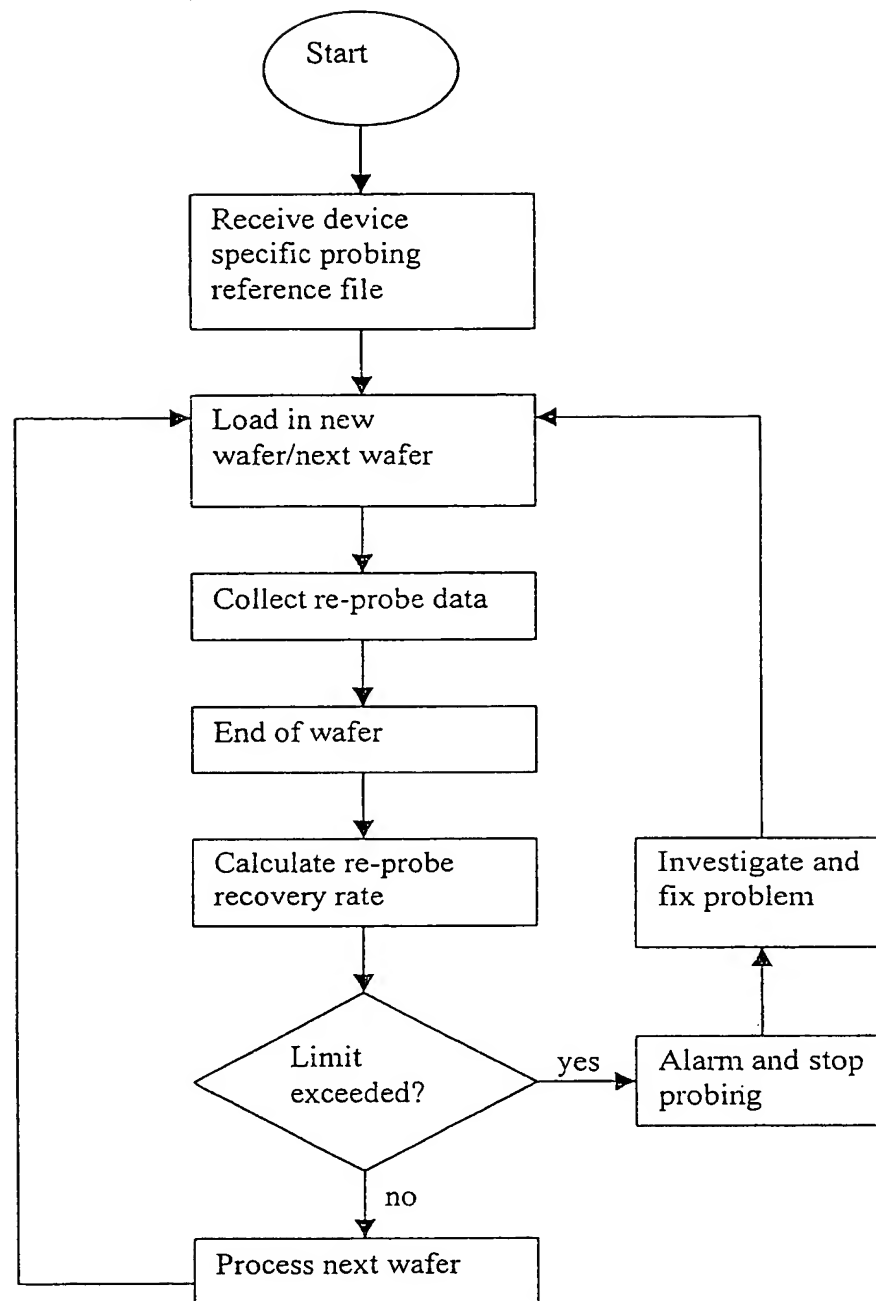 Start
Receive device
specific probing
reference file
Load in new
wafer/next wafer
Collect re-probe data
End of wafer
Calculate re-probe
recovery rate
Investigate and
fix problem
Limit
exceeded?
yes
Alarm and stop
probing
no
Process next wafer